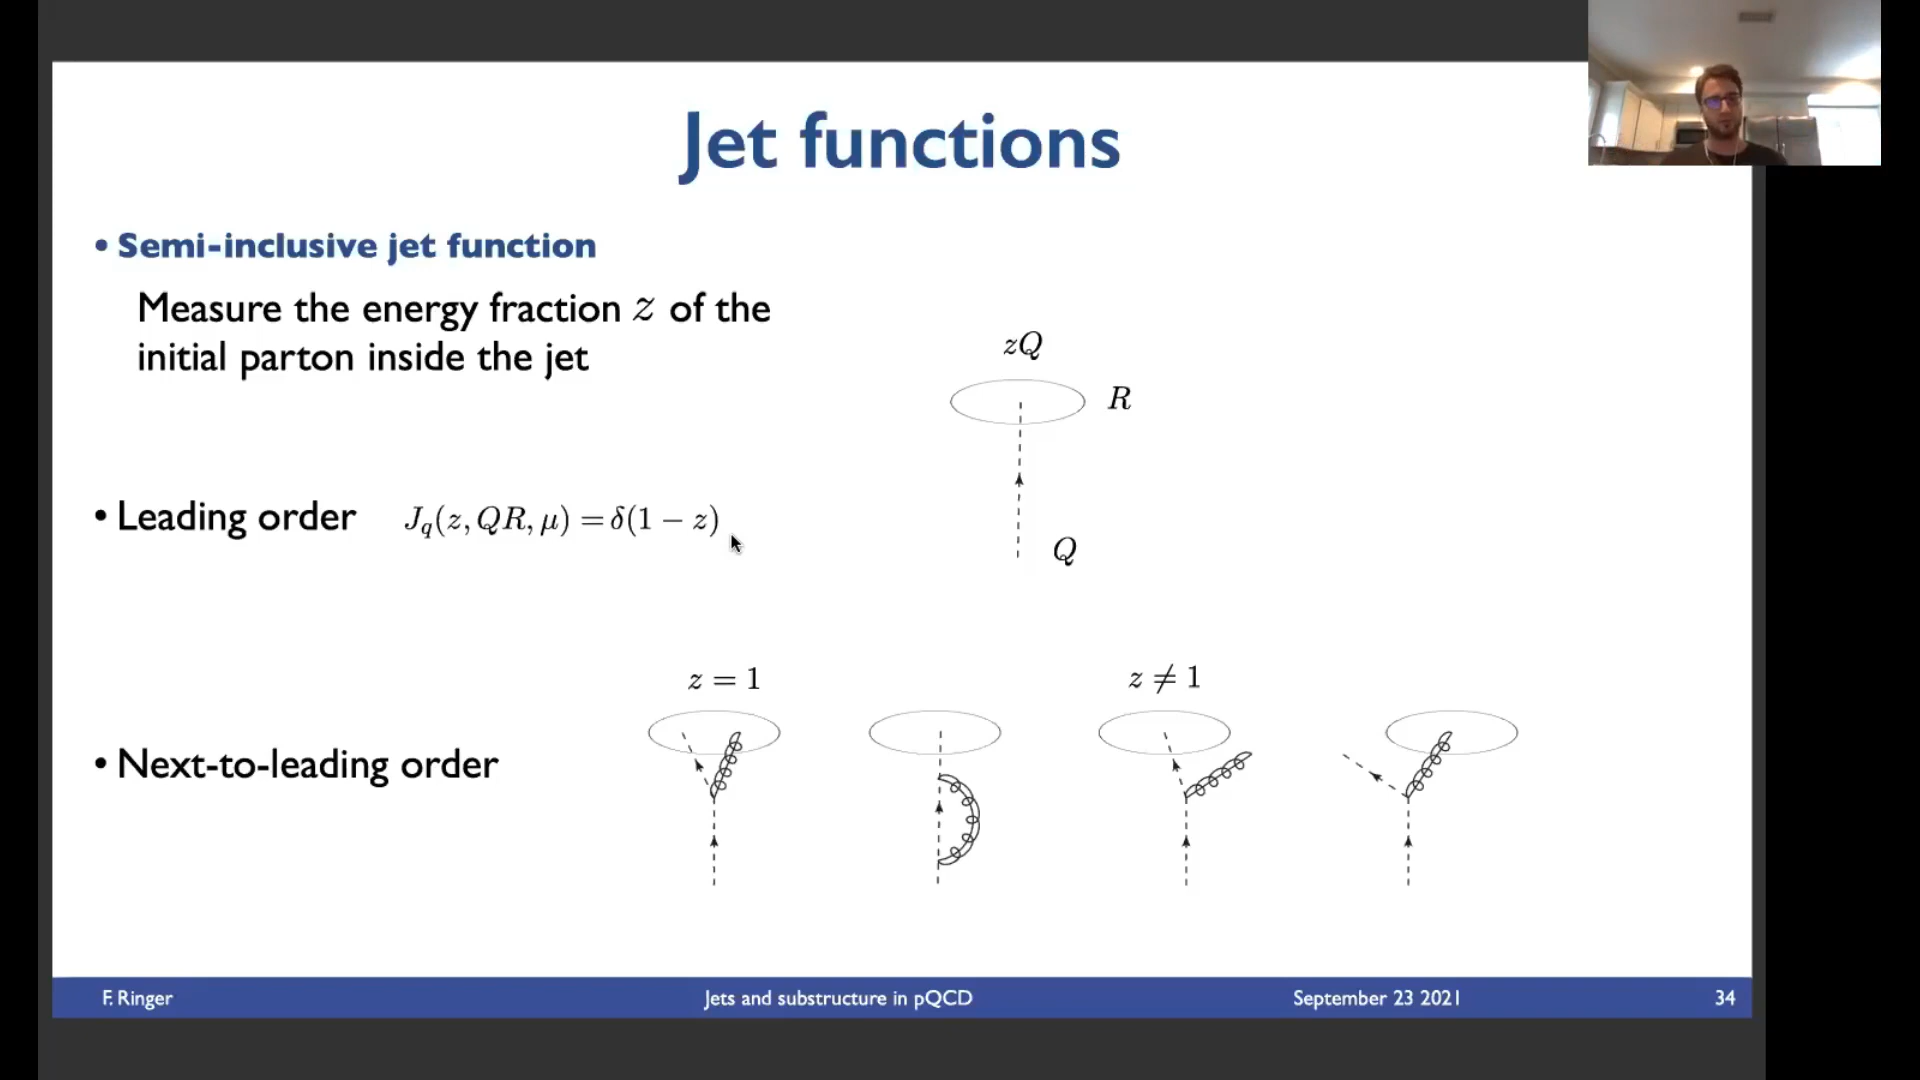 Jet functions
• Semi-inclusive jet function
Measure the energy fraction z of the
initial parton inside the jet
zQ
R
• Leading order J_q(z, QR, μ) = δ(1 − z)
Q
z = 1
z ≠ 1
• Next-to-leading order
F. Ringer
Jets and substructure in pQCD
September 23 2021
34